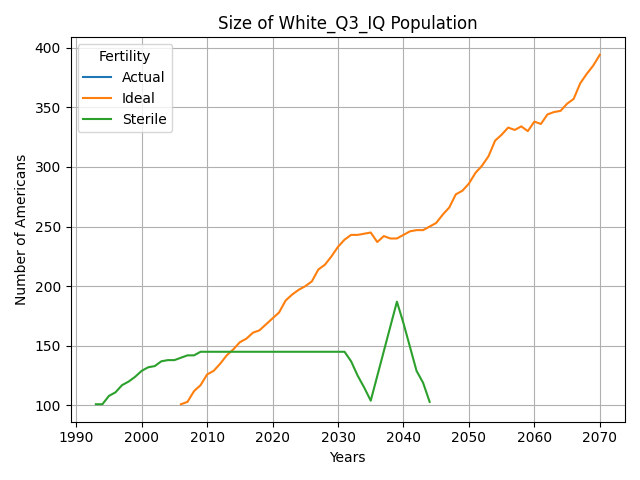 Size of White_Q3_IQ Population
Number of Americans
400
350
300
250
200
150
100
Fertility
Actual
Ideal
Sterile
1990 2000 2010 2020 2030 2040 2050 2060 2070
Years